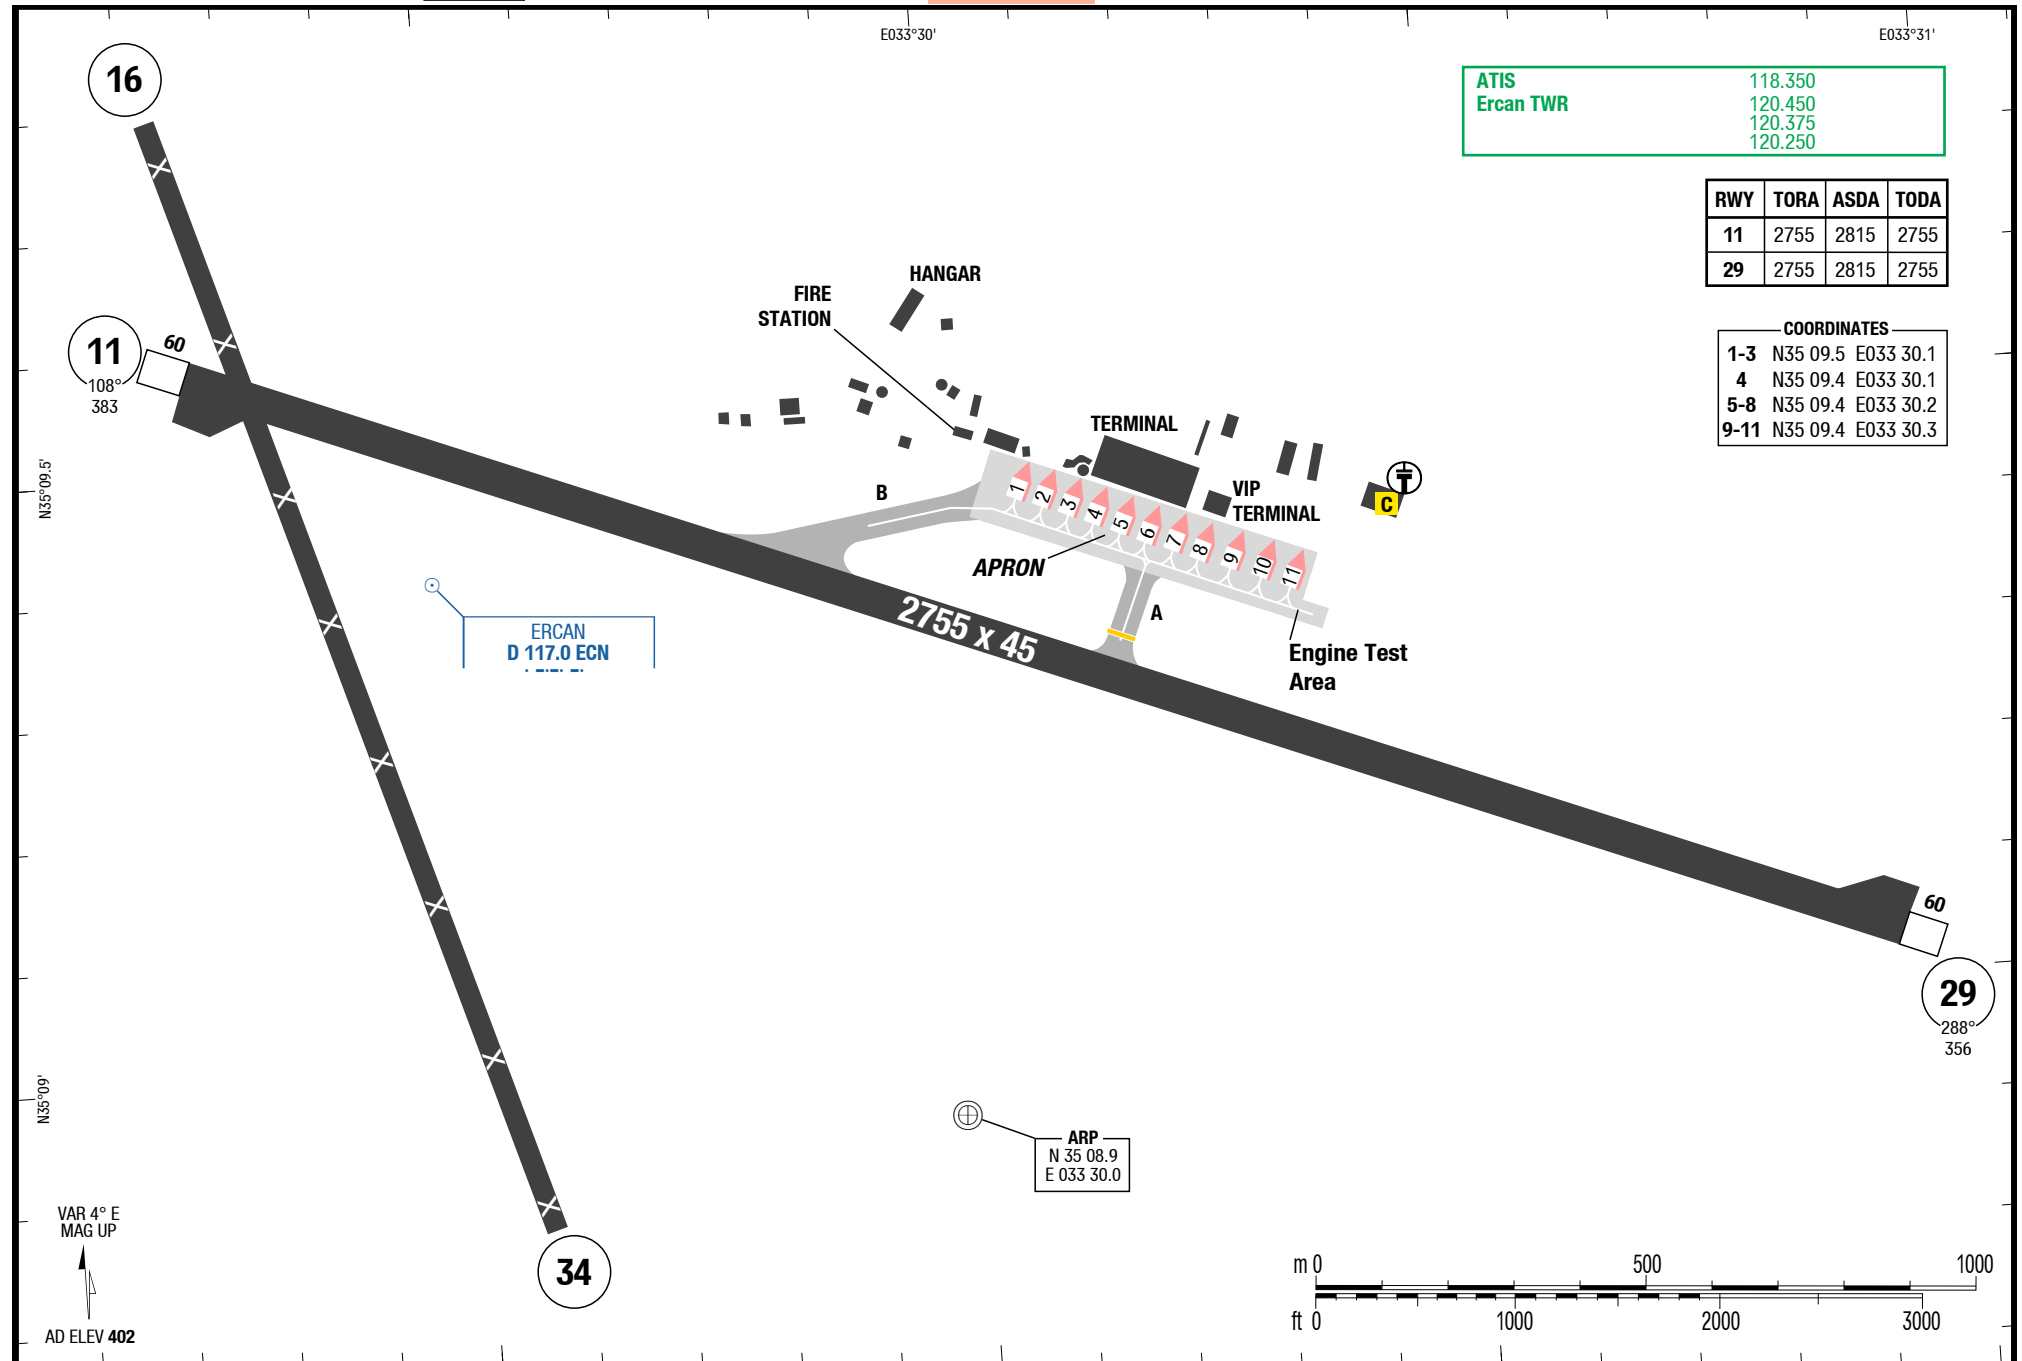 E033°30'
E033°31'
16
ATIS 118.350
Ercan TWR 120.450
120.375
120.250
RWY TORA ASDA TODA
11 2755 2815 2755
29 2755 2815 2755
COORDINATES
1-3 N35 09.5 E033 30.1
4 N35 09.4 E033 30.1
5-8 N35 09.4 E033 30.2
9-11 N35 09.4 E033 30.3
HANGAR
FIRE
STATION
11
108°
383
60
TERMINAL
VIP
TERMINAL
C
N35°09.5'
B
1
2
3
4
5
6
7
8
9
10
11
APRON
A
2755 x 45
Engine Test
Area
ERCAN
D 117.0 ECN
60
29
288°
356
N35°09'
ARP
N 35 08.9
E 033 30.0
VAR 4° E
MAG UP
AD ELEV 402
34
m 0 500 1000
ft 0 1000 2000 3000